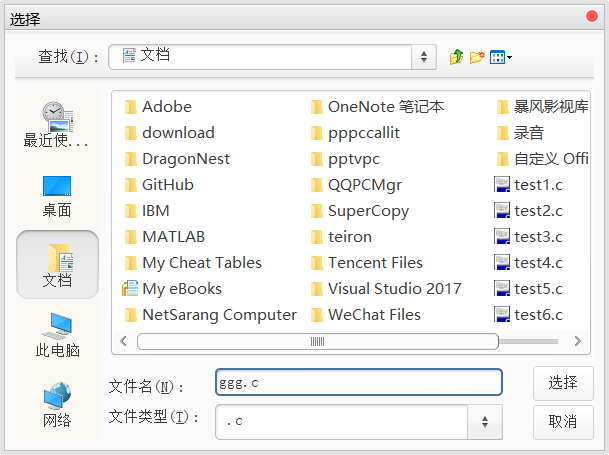 选择
查找(I)：
文档
最近使...
桌面
文档
此电脑
网络
Adobe
download
DragonNest
GitHub
IBM
MATLAB
My Cheat Tables
My eBooks
NetSarang Computer
OneNote 笔记本
pppccallit
pptvpc
QQPCMgr
SuperCopy
teiron
Tencent Files
Visual Studio 2017
WeChat Files
暴风影视库
录音
自定义 Offi
test1.c
test2.c
test3.c
test4.c
test5.c
test6.c
文件名(N)：
ggg.c
选择
文件类型(T)：
.c
取消